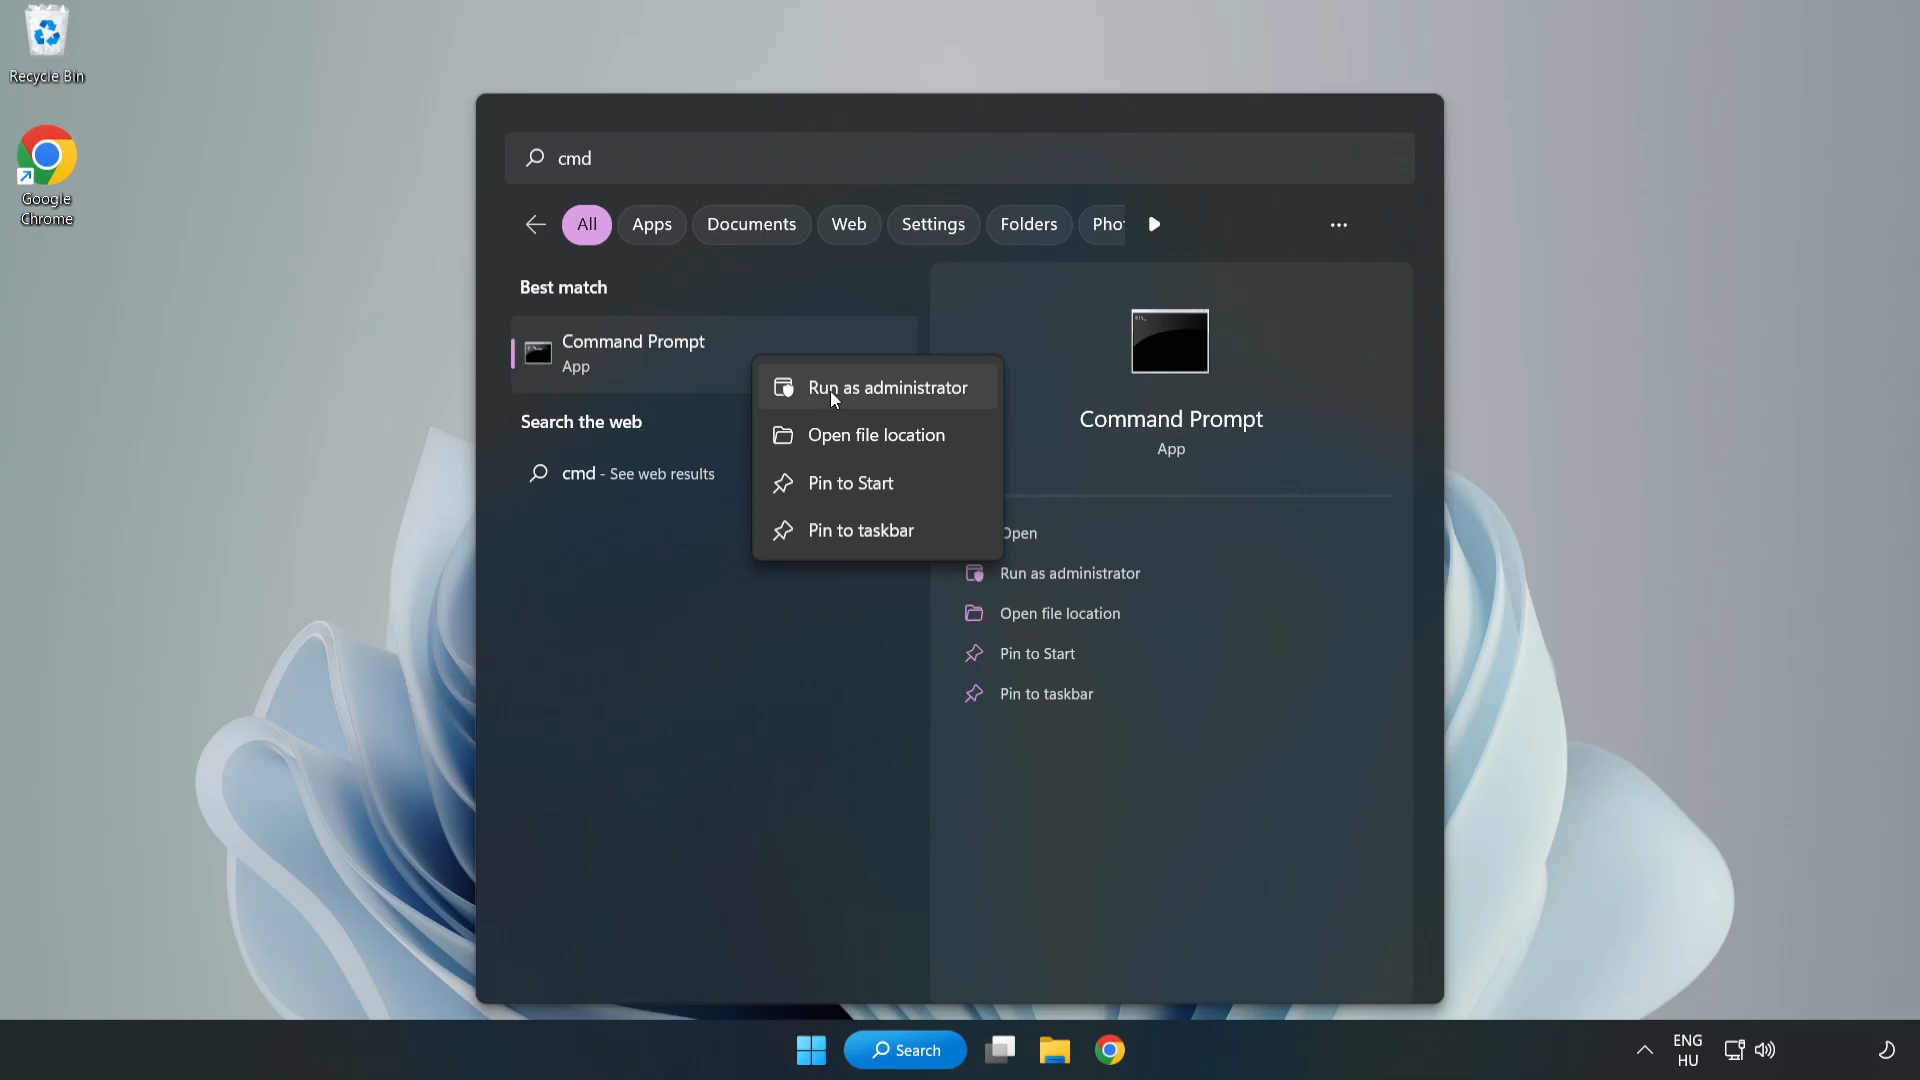 Recycle Bin
Google
Chrome
cmd
All
Apps
Documents
Web
Settings
Folders
Pho
Best match
Command Prompt
App
Search the web
cmd - See web results
Run as administrator
Open file location
Pin to Start
Pin to taskbar
Command Prompt
App
Open
Run as administrator
Open file location
Pin to Start
Pin to taskbar
Search
ENG
HU